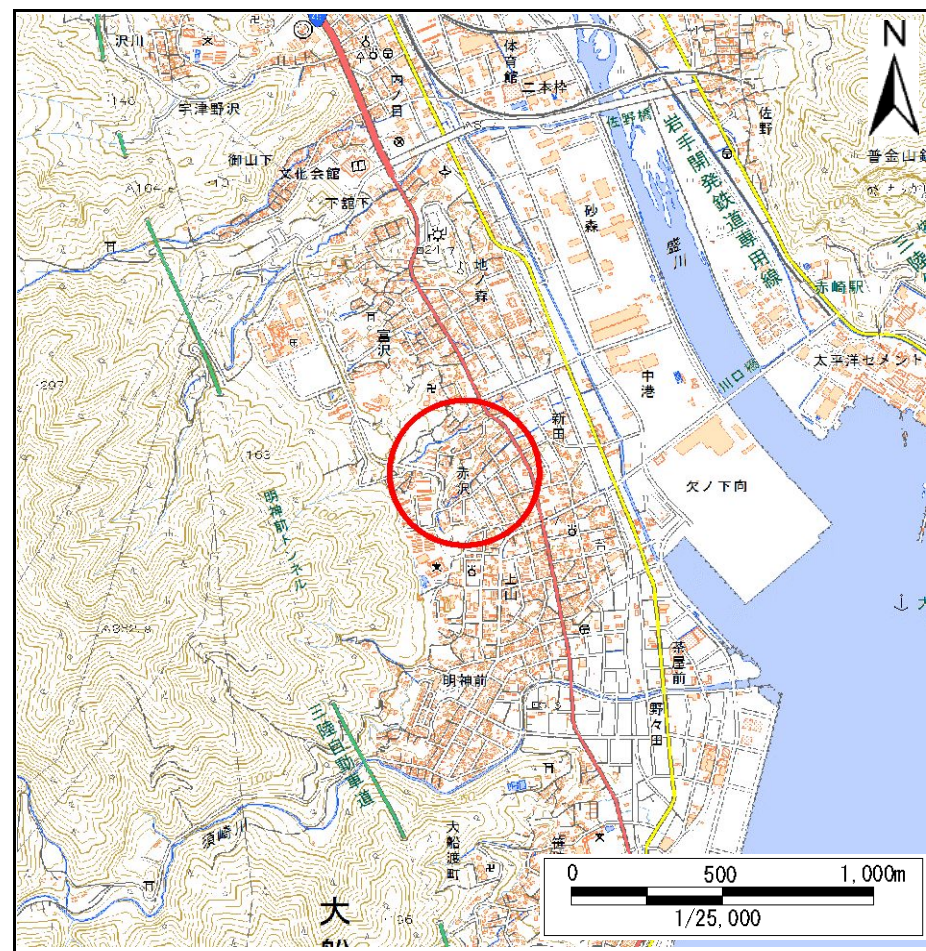 沢川
宇津野沢
御山下
文化会館
下舘下
内ノ目
体育館
二本枠
佐野橋
佐野
N
普金山
岩手開発鉄道専用線
砂森
盛川
地ノ森
富沢
赤崎駅
太平洋セメント
川口橋
中港
新田
欠ノ下向
赤沢
163
明神前トンネル
上山
明神前
茶屋前
野々田
三陸自動車道
須崎川
大船渡町
大
0 500 1,000m
1/25,000